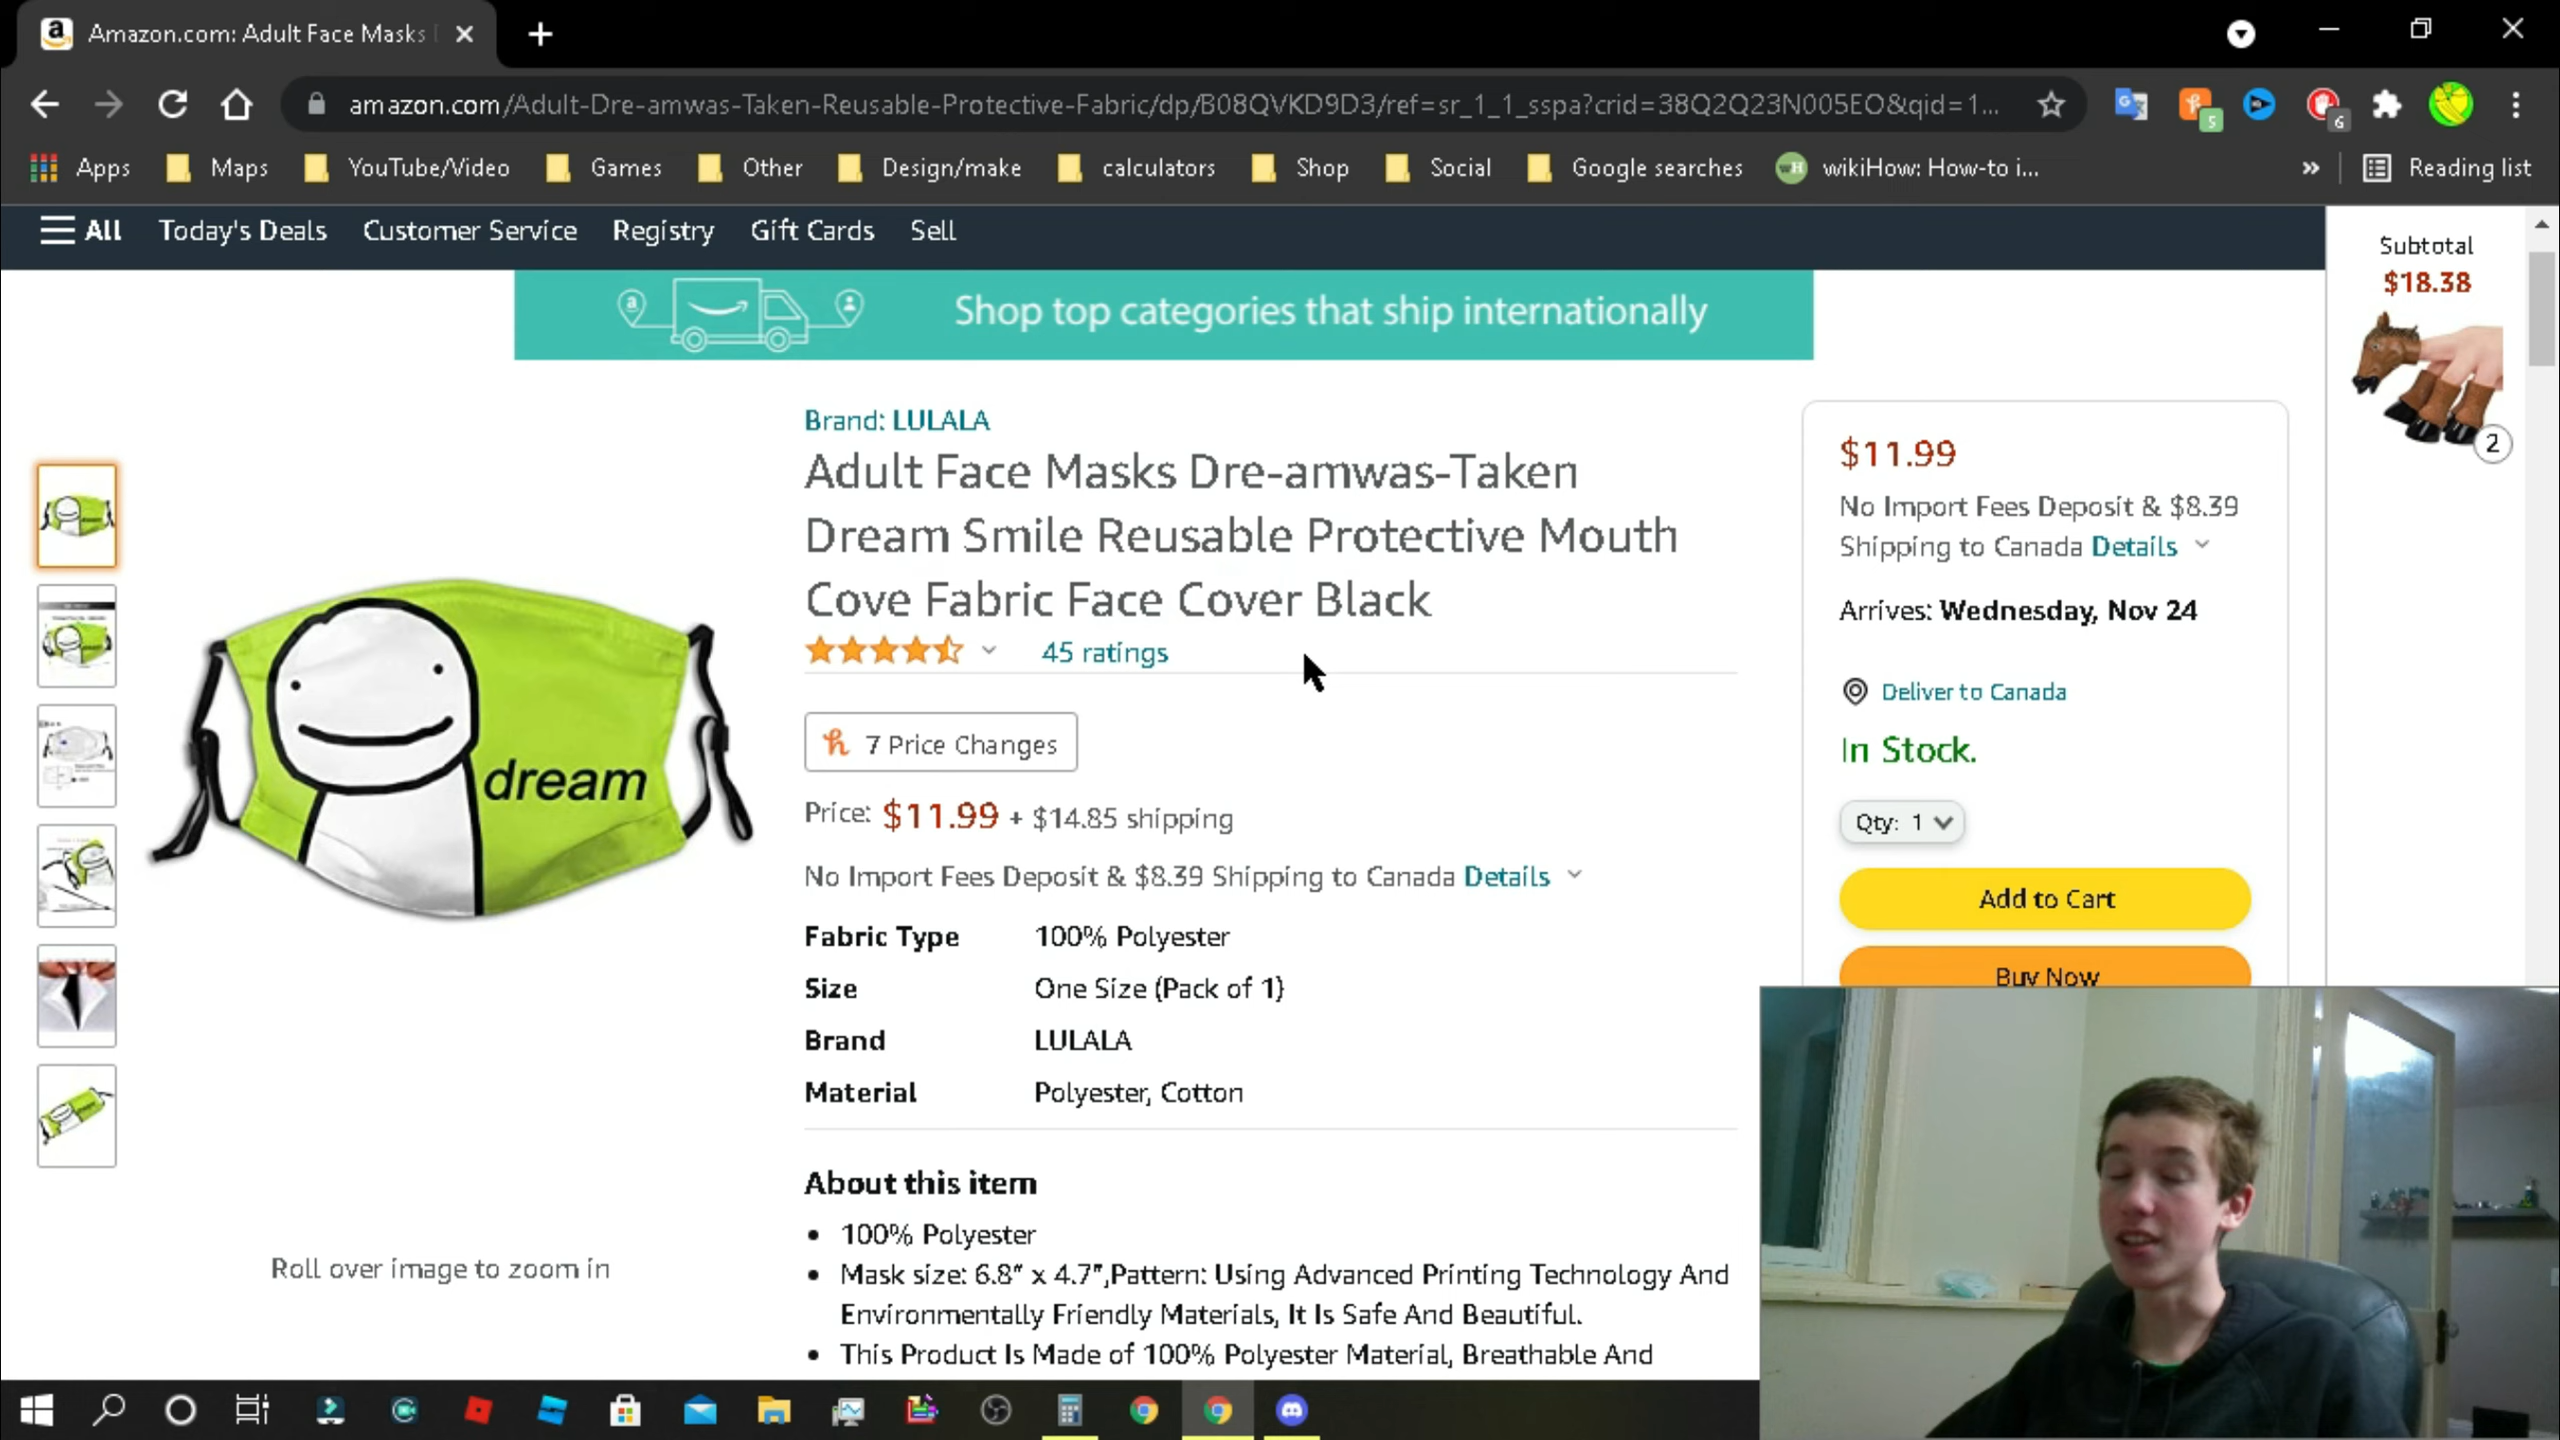 Amazon.com: Adult Face Masks
amazon.com/Adult-Dre-amwas-Taken-Reusable-Protective-Fabric/dp/B08QVKD9D3/ref=sr_1_1_sspa?crid=38Q2Q23N005EO&qid=1...
5
6
Apps Maps YouTube/Video Games Other Design/make calculators Shop Social Google searches wikiHow: How-to i... » Reading list
All Today's Deals Customer Service Registry Gift Cards Sell
Shop top categories that ship internationally
Subtotal
$18.38
2
Brand: LULALA
Adult Face Masks Dre-amwas-Taken
Dream Smile Reusable Protective Mouth
Cove Fabric Face Cover Black
45 ratings
7 Price Changes
Price: $11.99 + $14.85 shipping
No Import Fees Deposit & $8.39 Shipping to Canada Details
Fabric Type 100% Polyester
Size One Size (Pack of 1)
Brand LULALA
Material Polyester, Cotton
About this item
• 100% Polyester
• Mask size: 6.8" x 4.7",Pattern: Using Advanced Printing Technology And
Environmentally Friendly Materials, It Is Safe And Beautiful.
• This Product Is Made of 100% Polyester Material, Breathable And
dream
Roll over image to zoom in
$11.99
No Import Fees Deposit & $8.39
Shipping to Canada Details
Arrives: Wednesday, Nov 24
Deliver to Canada
In Stock.
Qty: 1
Add to Cart
Buy Now